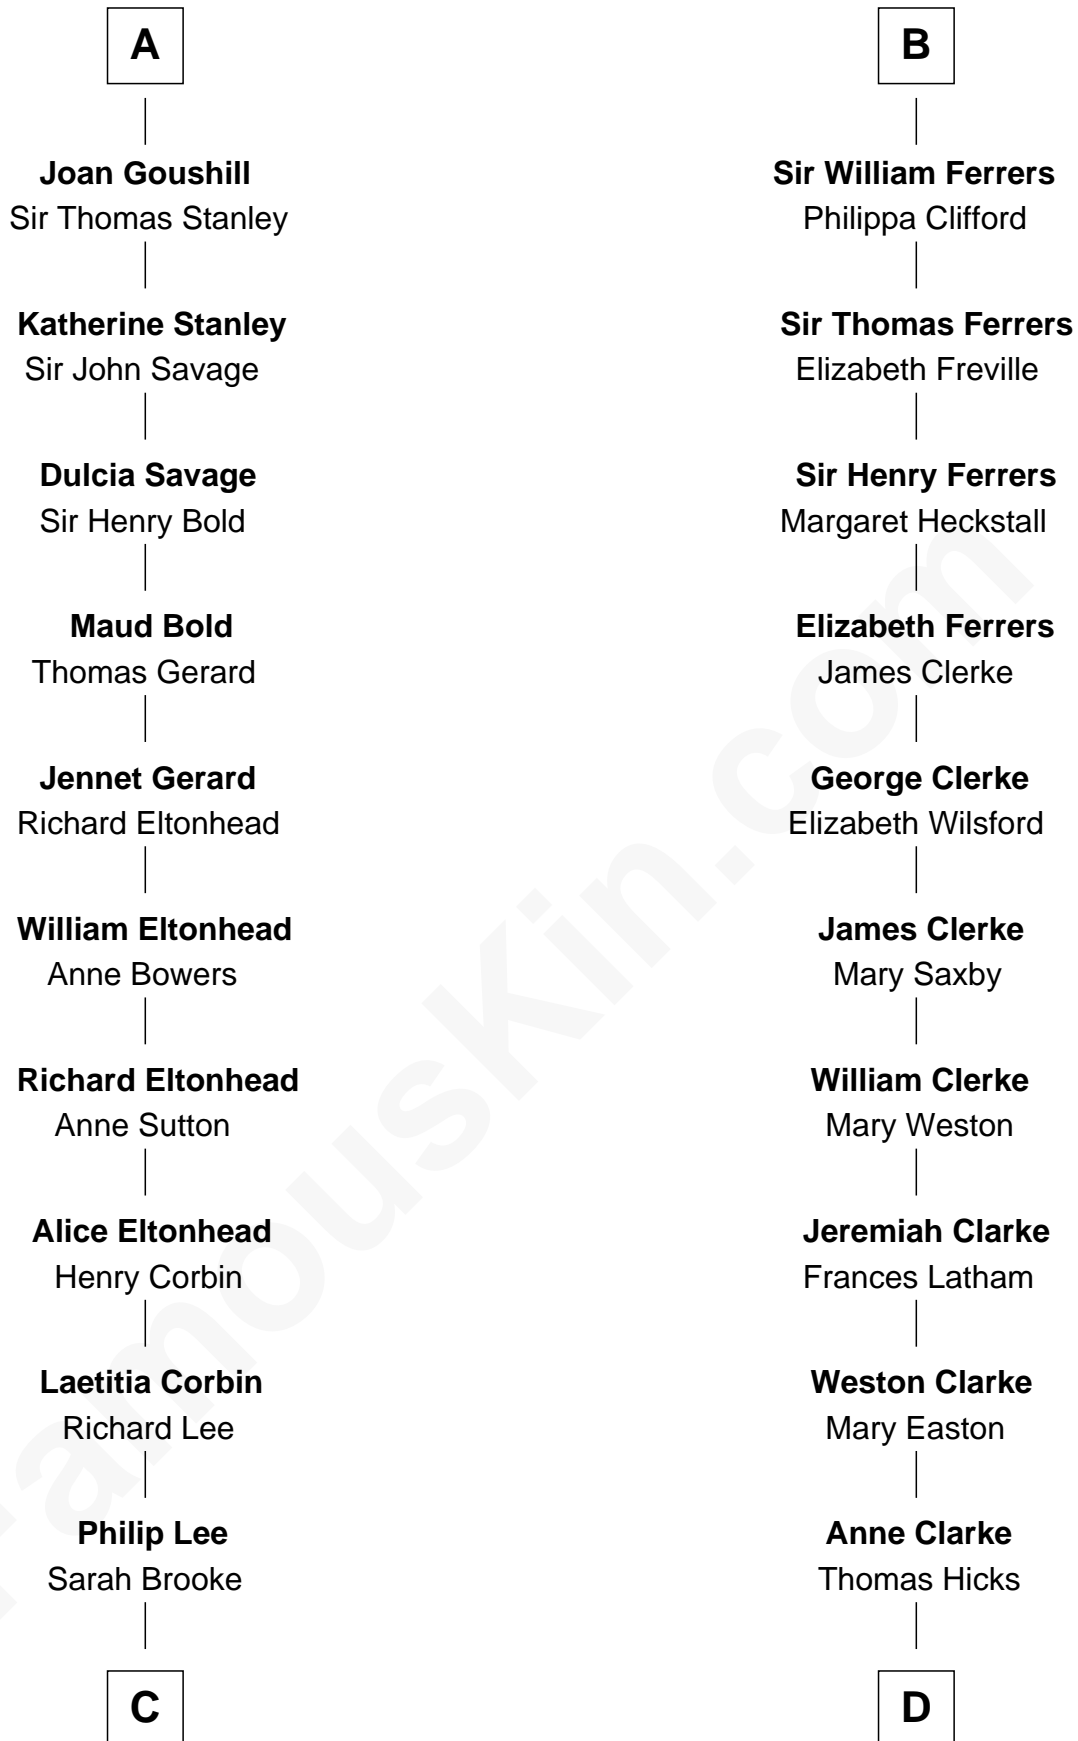 A
Joan Goushill
Sir Thomas Stanley
Katherine Stanley
Sir John Savage
Dulcia Savage
Sir Henry Bold
Maud Bold
Thomas Gerard
Jennet Gerard
Richard Eltonhead
William Eltonhead
Anne Bowers
Richard Eltonhead
Anne Sutton
Alice Eltonhead
Henry Corbin
Laetitia Corbin
Richard Lee
Philip Lee
Sarah Brooke
C
B
Sir William Ferrers
Philippa Clifford
Sir Thomas Ferrers
Elizabeth Freville
Sir Henry Ferrers
Margaret Heckstall
Elizabeth Ferrers
James Clerke
George Clerke
Elizabeth Wilsford
James Clerke
Mary Saxby
William Clerke
Mary Weston
Jeremiah Clarke
Frances Latham
Weston Clarke
Mary Easton
Anne Clarke
Thomas Hicks
D
FamousKin.com